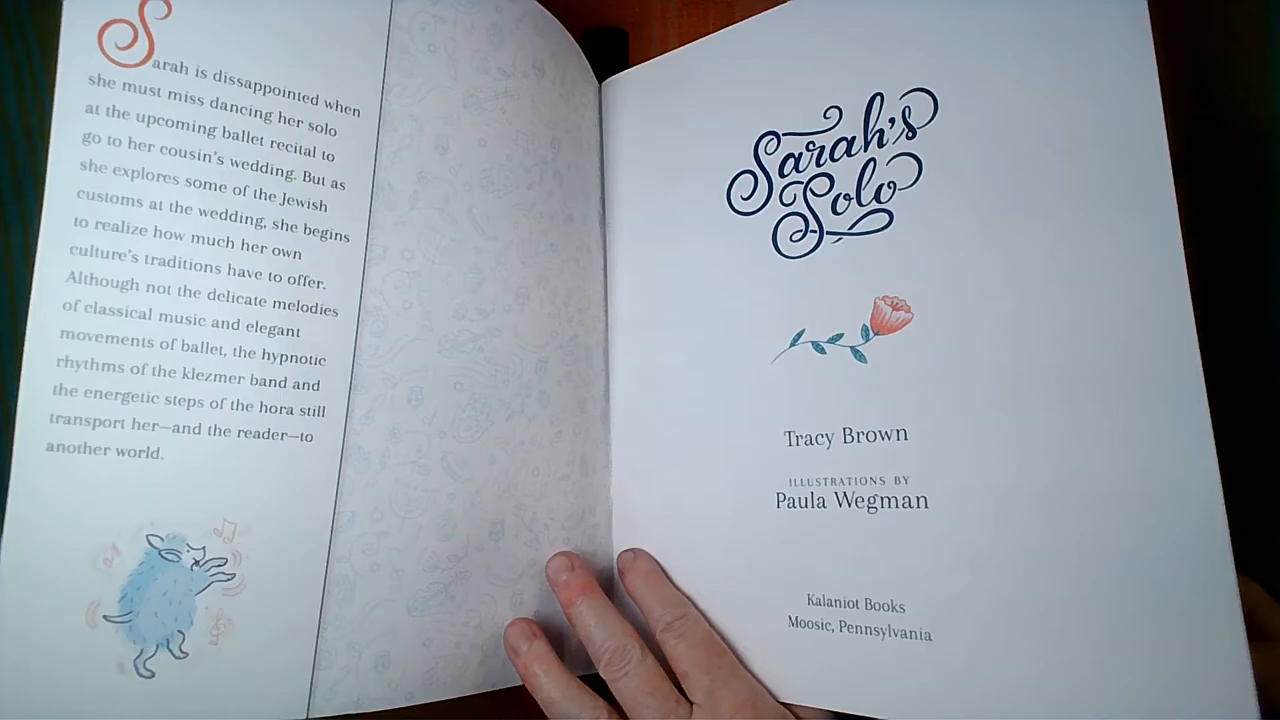 Sarah is dissappointed when
she must miss dancing her solo
at the upcoming ballet recital to
go to her cousin's wedding. But as
she explores some of the Jewish
customs at the wedding, she begins
to realize how much her own
culture's traditions have to offer.
Although not the delicate melodies
of classical music and elegant
movements of ballet, the hypnotic
rhythms of the klezmer band and
the energetic steps of the hora still
transport her—and the reader—to
another world.
Sarah's
Solo
Tracy Brown
ILLUSTRATIONS BY
Paula Wegman
Kalaniot Books
Moosic, Pennsylvania